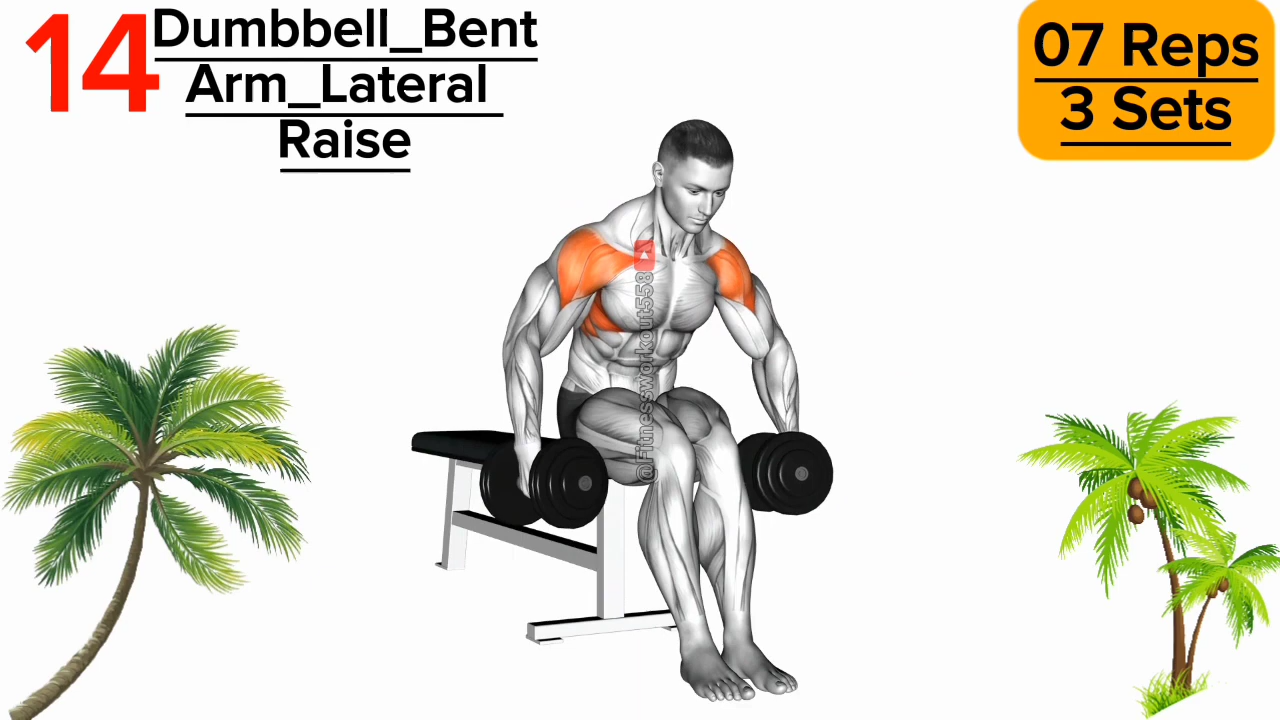 14
Dumbbell_Bent
Arm_Lateral
Raise
07 Reps
3 Sets
@Fitnessworkout558